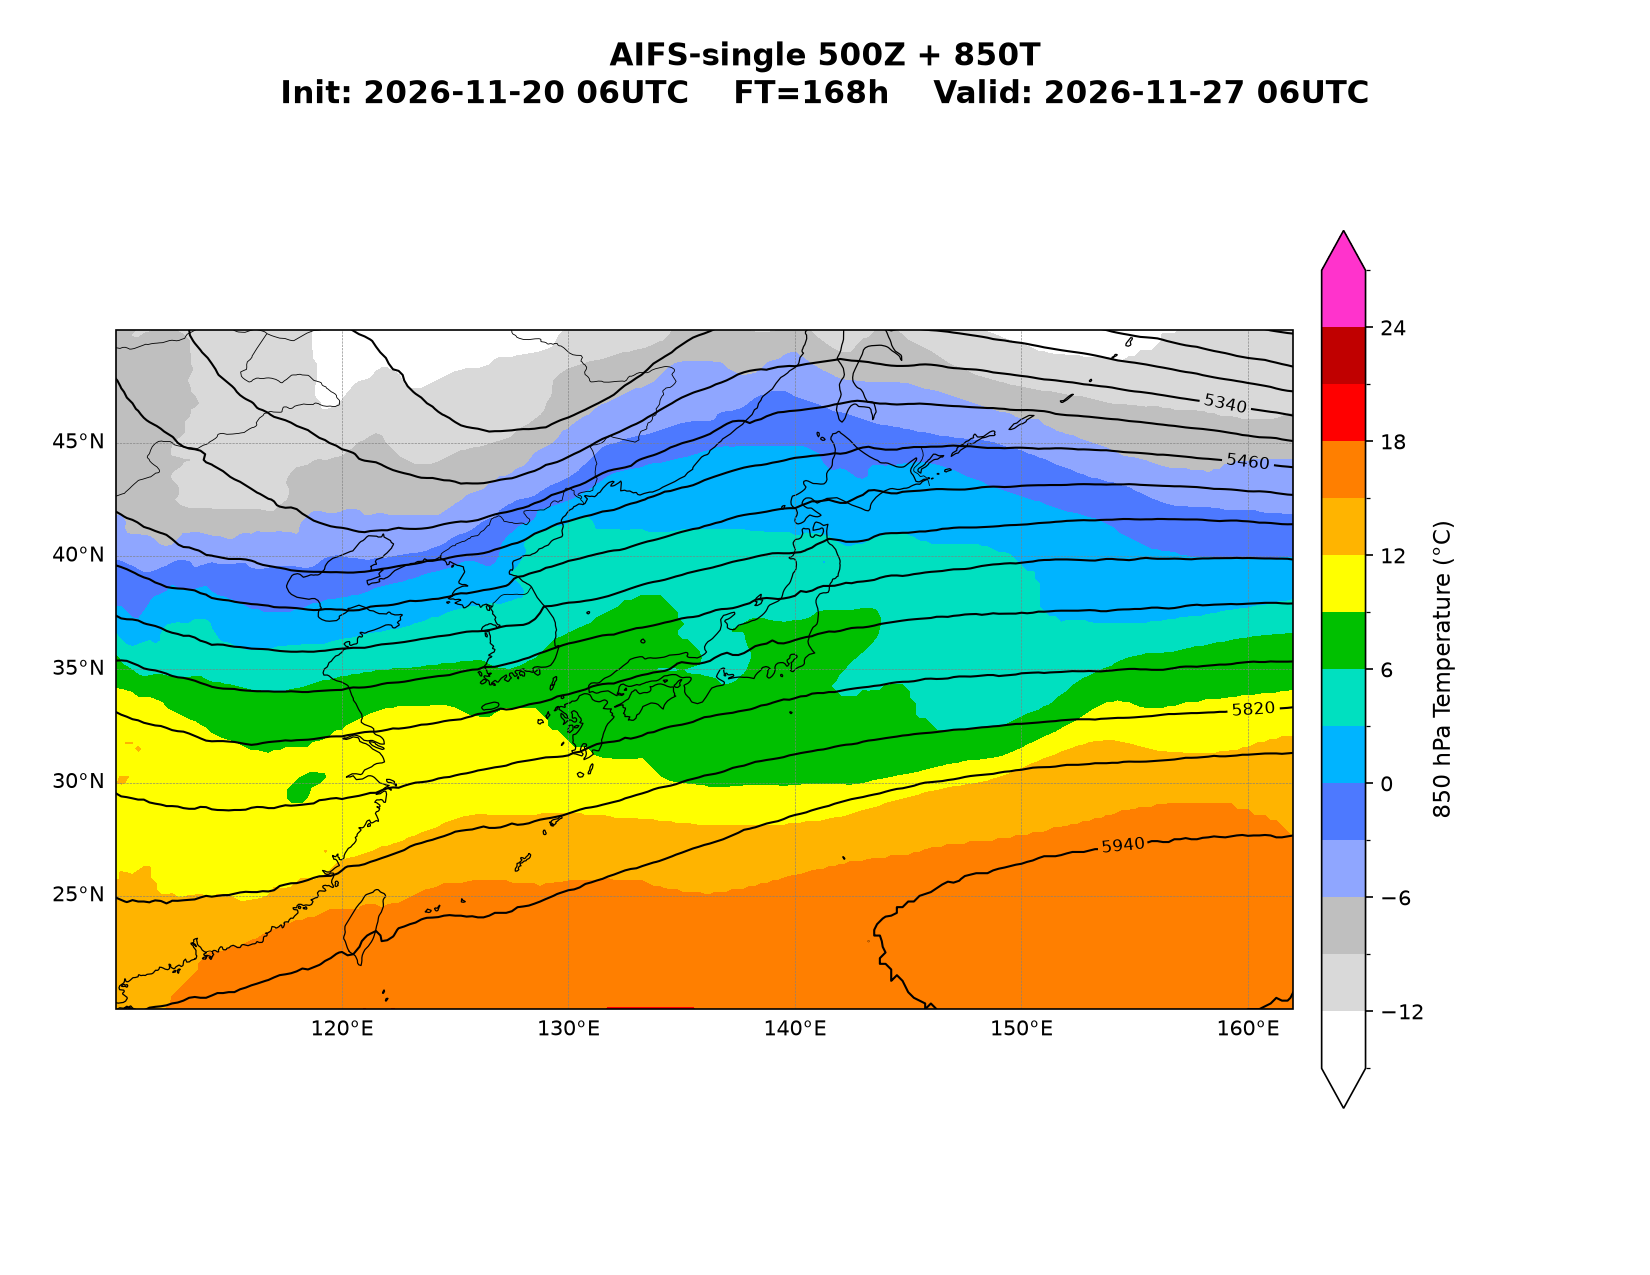 AIFS-single 500Z + 850T
Init: 2026-11-20 06UTC    FT=168h    Valid: 2026-11-27 06UTC
24
18
12
6
0
−6
−12
850 hPa Temperature (°C)
45°N
40°N
35°N
30°N
25°N
5340
5460
5820
5940
120°E
130°E
140°E
150°E
160°E